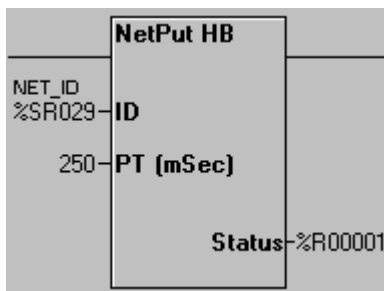 NetPut HB
NET_ID
%SR029 ID
250 PT (mSec)
Status %R00001